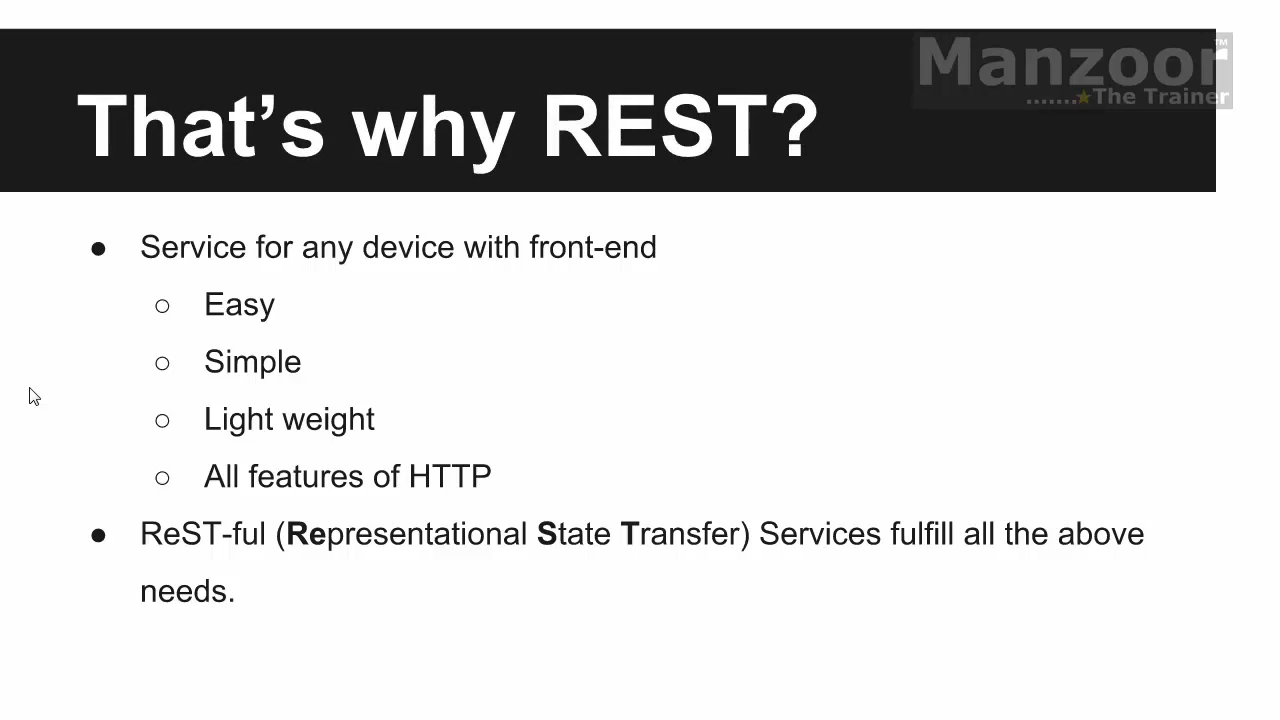 Manzoor™
.......★The Trainer
That's why REST?
● Service for any device with front-end
○ Easy
○ Simple
○ Light weight
○ All features of HTTP
● ReST-ful (Representational State Transfer) Services fulfill all the above
needs.